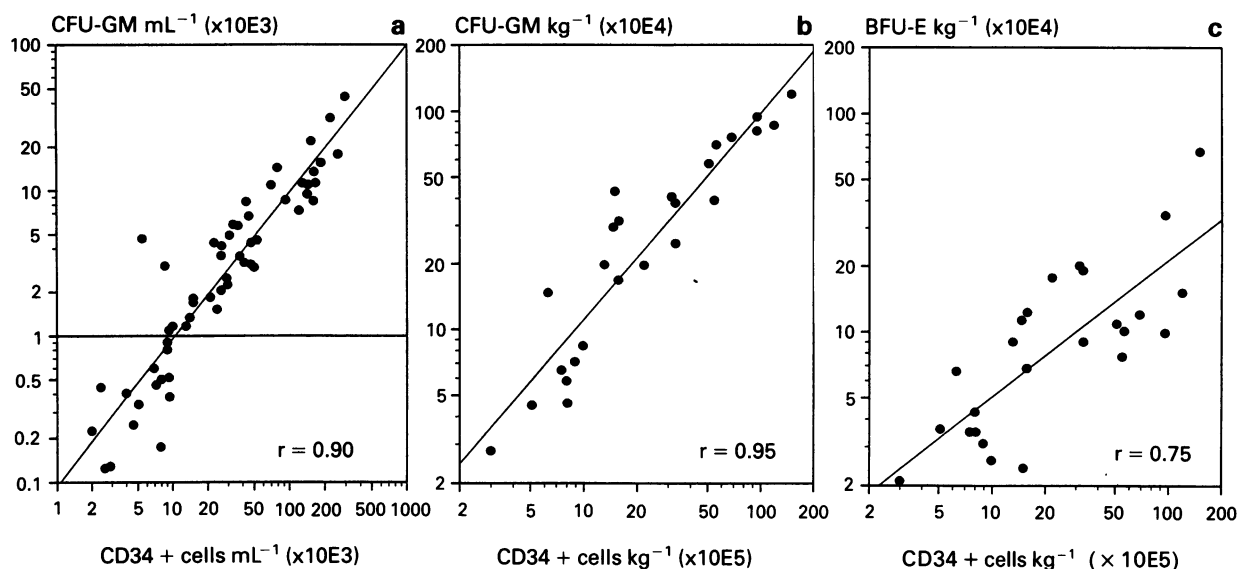 CFU-GM mL⁻¹ (x10E3) a
100
50
20
10
5
2
1
0.5
0.2
0.1
r = 0.90
1 2 5 10 20 50 100 200 500 1000
CD34 + cells mL⁻¹ (x10E3)
CFU-GM kg⁻¹ (x10E4) b
200
100
50
20
10
5
2
r = 0.95
2 5 10 20 50 100 200
CD34 + cells kg⁻¹ (x10E5)
BFU-E kg⁻¹ (x10E4) c
200
100
50
20
10
5
2
r = 0.75
2 5 10 20 50 100 200
CD34 + cells kg⁻¹ ( × 10E5)